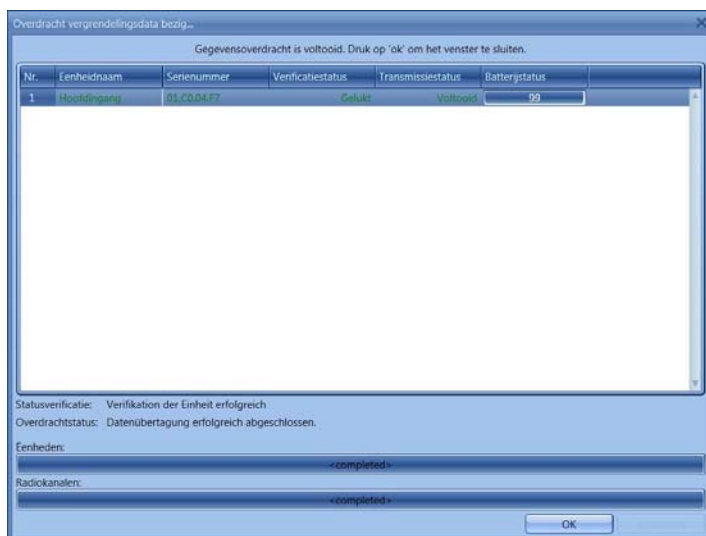 Overdracht vergrendelingsdata bezig...
Gegevensoverdracht is voltooid. Druk op 'ok' om het venster te sluiten.
Nr. Eenheidnaam Serienummer Verificatiestatus Transmissiestatus Batterijstatus
1 Hoofdingang 01.C0.04.F7 Gelukt Voltooid 99
Statusverificatie: Verifikation der Einheit erfolgreich
Overdrachtstatus: Datenübertagung erfolgreich abgeschlossen.
Eenheden:
<completed>
Radiokanalen:
<completed>
OK